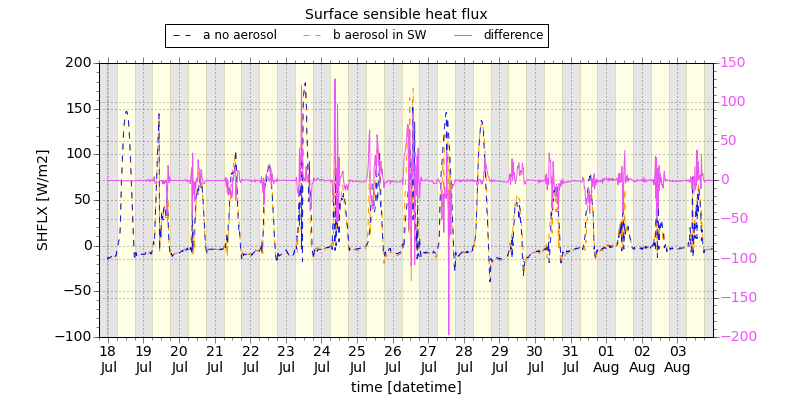 Surface sensible heat flux
a no aerosol b aerosol in SW difference
200 150
150 100
100 50
50 0
0 −50
−50 −100
−150
−100 −200
SHFLX [W/m2]
18 19 20 21 22 23 24 25 26 27 28 29 30 31 01 02 03
Jul Jul Jul Jul Jul Jul Jul Jul Jul Jul Jul Jul Jul Jul Aug Aug Aug
time [datetime]